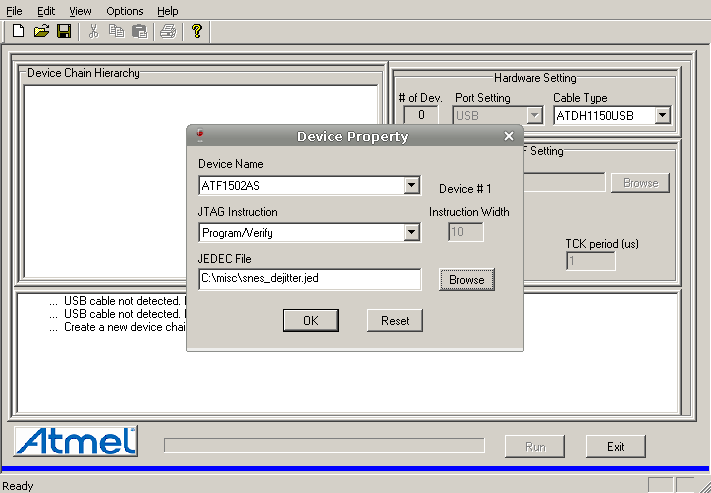 File Edit View Options Help
Device Chain Hierarchy
Hardware Setting
# of Dev. Port Setting Cable Type
0 USB ATDH1150USB
Device Property
Setting
Device Name
ATF1502AS
Device # 1
Browse
JTAG Instruction
Instruction Width
Program/Verify
10
TCK period (us)
1
JEDEC File
C:\misc\snes_dejitter.jed
Browse
OK
Reset
... USB cable not detected.
... USB cable not detected.
... Create a new device chai
Atmel
Run
Exit
Ready